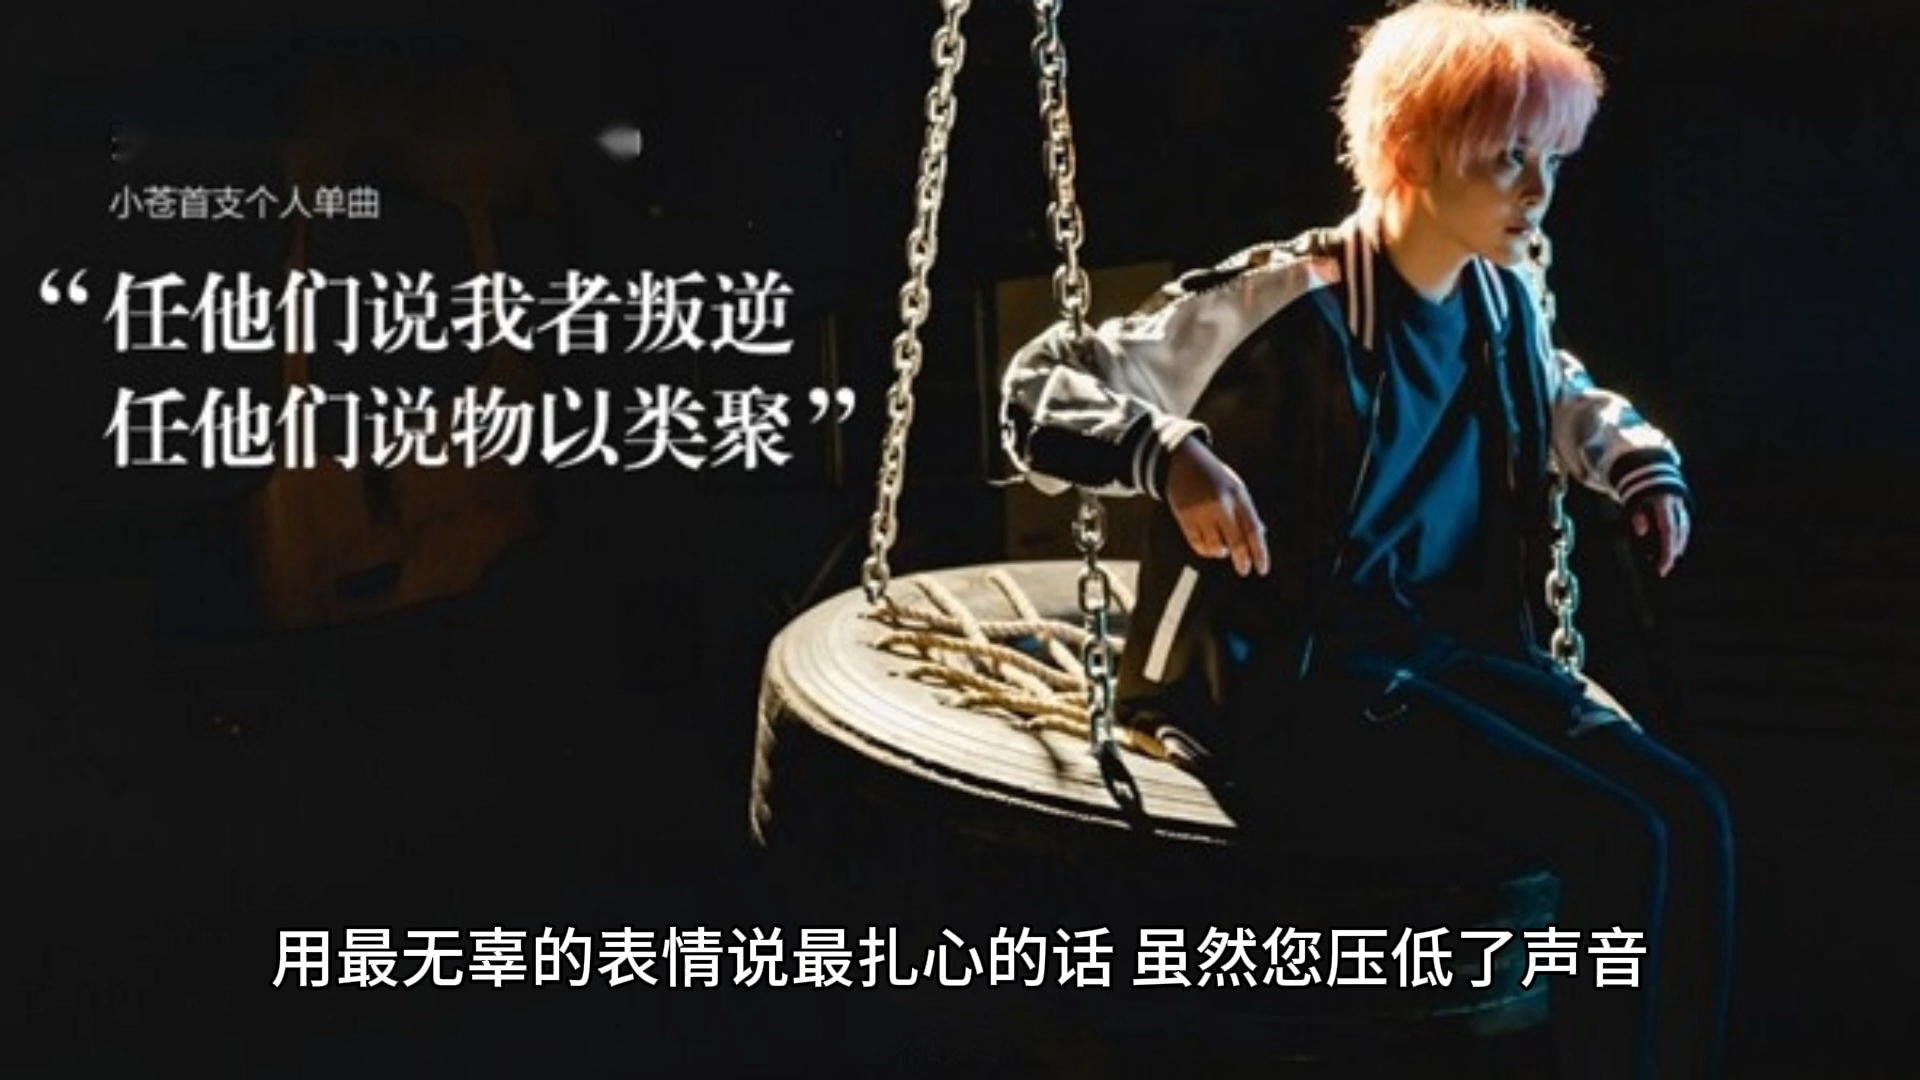 小苍首支个人单曲
“任他们说我者叛逆
任他们说物以类聚”
用最无辜的表情说最扎心的话 虽然您压低了声音